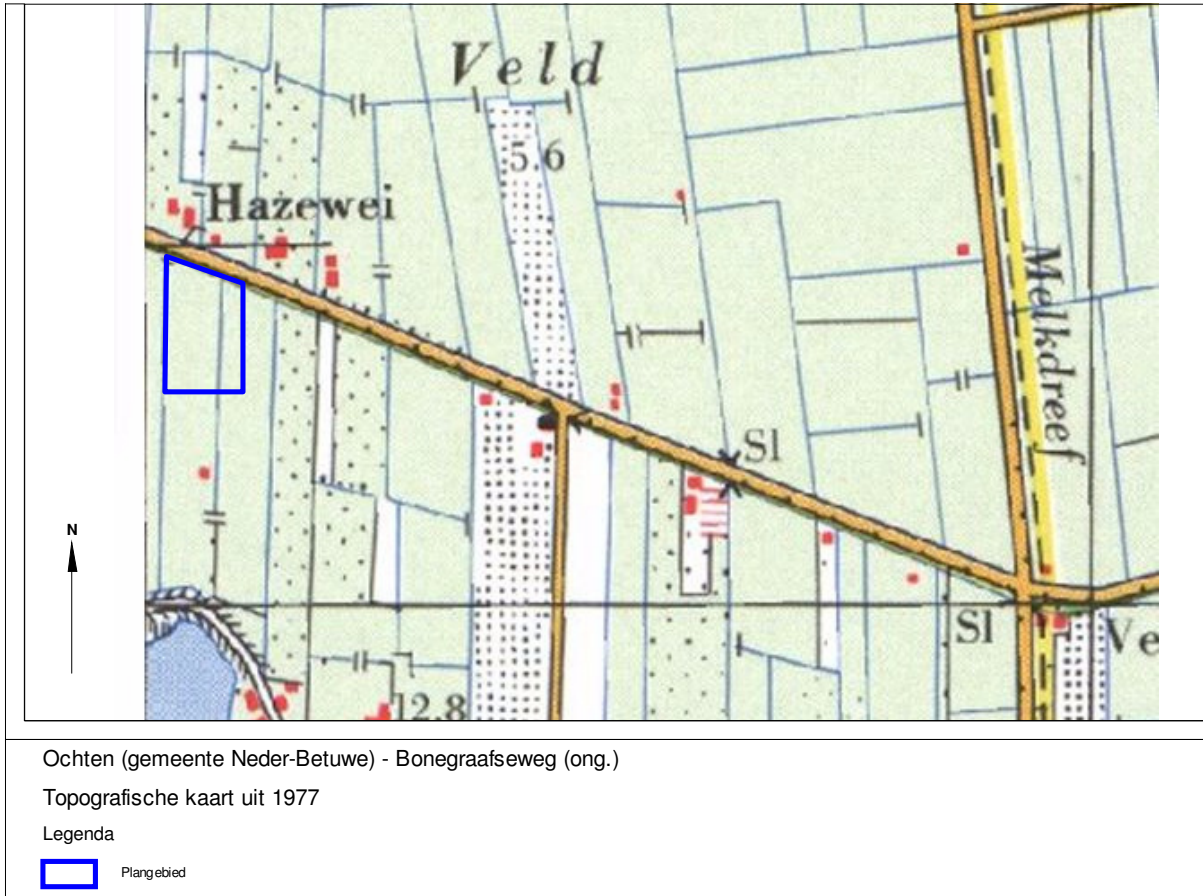 Veld
5.6
Hazewei
Melkdreef
Sl
N
Sl
Ve
12.8
Ochten (gemeente Neder-Betuwe) - Bonegraafseweg (ong.)
Topografische kaart uit 1977
Legenda
Plangebied